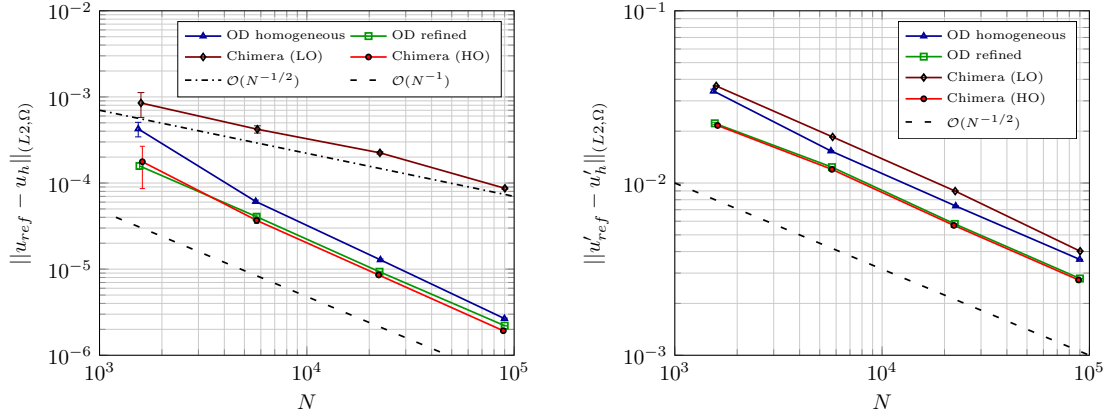 10^{-2}
10^{-3}
10^{-4}
10^{-5}
10^{-6}
10^3
10^4
10^5
N
||u_{ref} − u_h||_{(L2,Ω)}
OD homogeneous
OD refined
Chimera (LO)
Chimera (HO)
O(N^{-1/2})
O(N^{-1})
10^0
10^{-1}
10^{-2}
10^{-3}
10^3
10^4
10^5
N
||u'_{ref} − u'_h||_{(L2,Ω)}
OD homogeneous
OD refined
Chimera (LO)
Chimera (HO)
O(N^{-1/2})